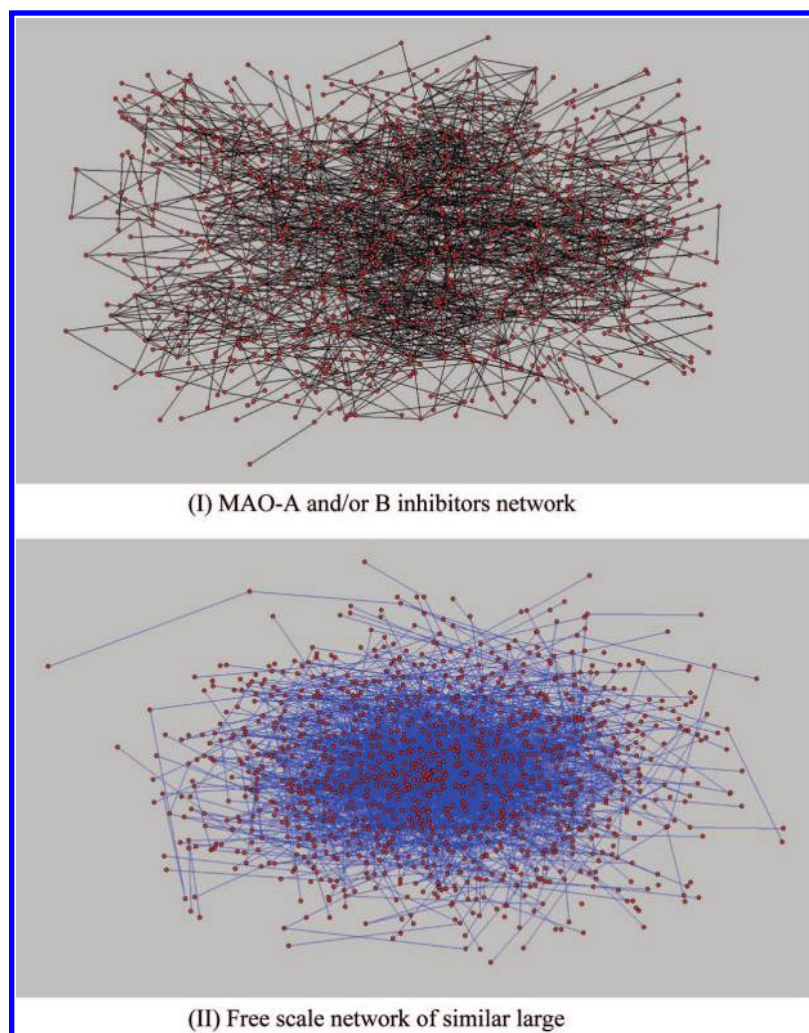 (I) MAO-A and/or B inhibitors network
(II) Free scale network of similar large